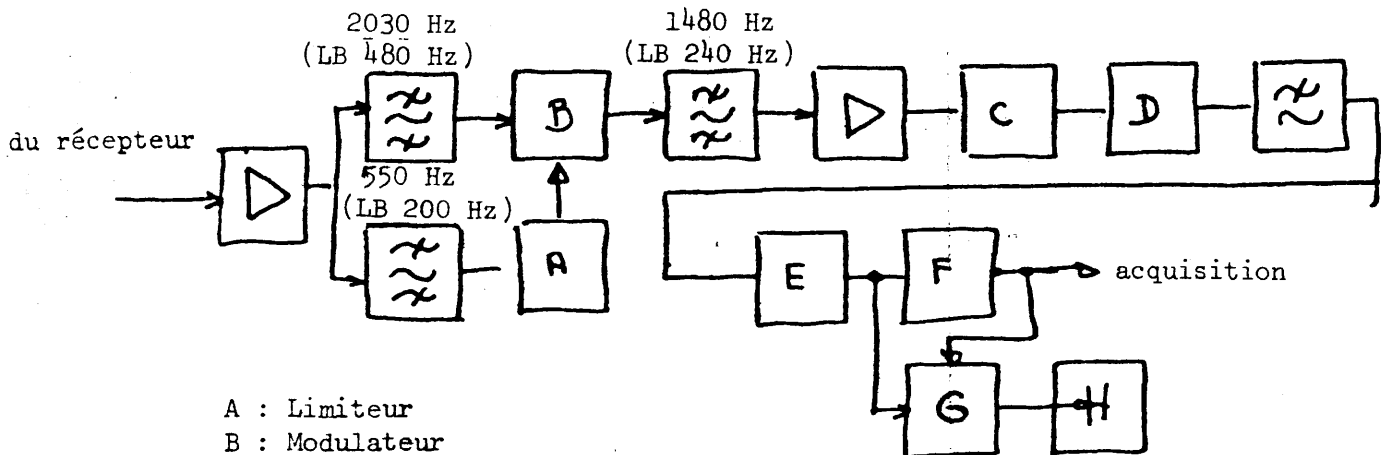 2030 Hz
(LB 480 Hz)
1480 Hz
(LB 240 Hz)
du récepteur
B
C
D
550 Hz
(LB 200 Hz)
A
E
F
acquisition
G
H
A : Limiteur
B : Modulateur